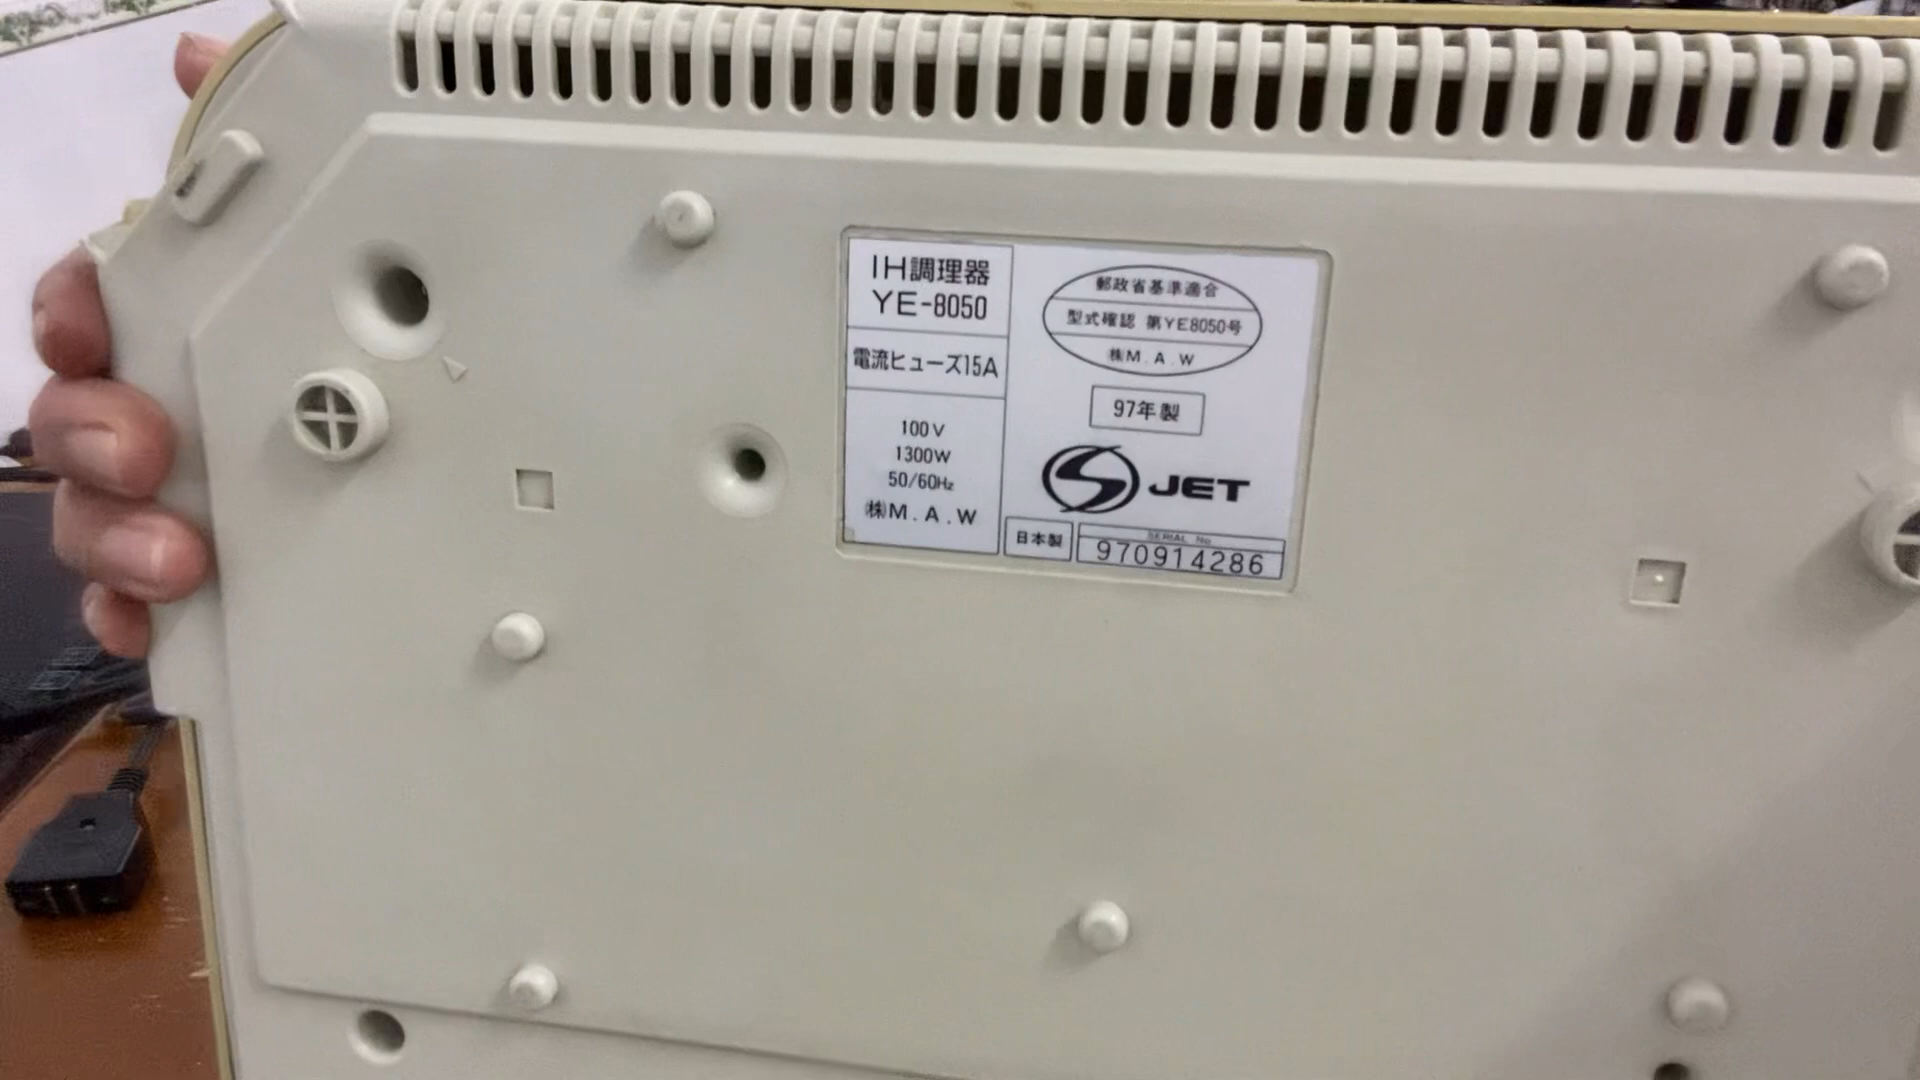 IH調理器
YE-8050
電流ヒューズ15A
100V
1300W
50/60Hz
㈱M.A.W
郵政省基準適合
型式確認 第YE8050号
㈱M.A.W
97年製
S JET
日本製
SERIAL No.
970914286